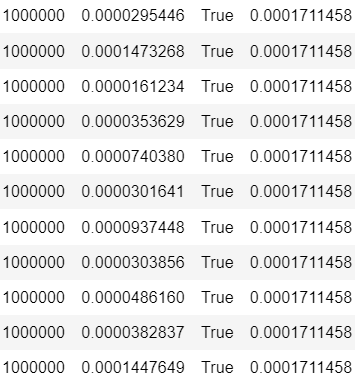 1000000 0.0000295446 True 0.0001711458
1000000 0.0001473268 True 0.0001711458
1000000 0.0000161234 True 0.0001711458
1000000 0.0000353629 True 0.0001711458
1000000 0.0000740380 True 0.0001711458
1000000 0.0000301641 True 0.0001711458
1000000 0.0000937448 True 0.0001711458
1000000 0.0000303856 True 0.0001711458
1000000 0.0000486160 True 0.0001711458
1000000 0.0000382837 True 0.0001711458
1000000 0.0001447649 True 0.0001711458